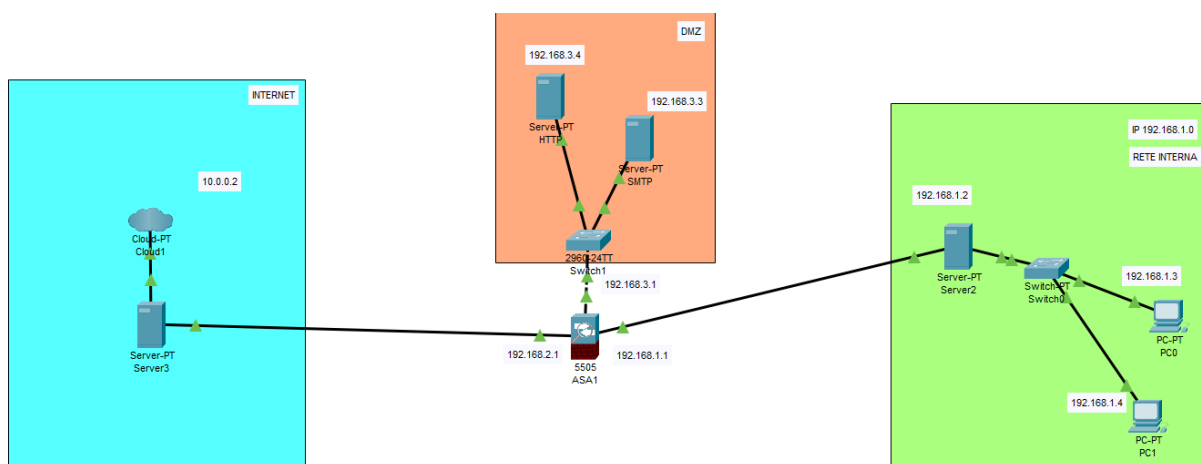 INTERNET
10.0.0.2
Cloud-PT
Cloud1
Server-PT
Server3
DMZ
192.168.3.4
Server-PT
HTTP
192.168.3.3
Server-PT
SMTP
2960-24TT
Switch1
192.168.3.1
192.168.2.1
192.168.1.1
5505
ASA1
IP 192.168.1.0
RETE INTERNA
192.168.1.2
Server-PT
Server2
Switch-PT
Switch0
192.168.1.3
PC-PT
PC0
192.168.1.4
PC-PT
PC1